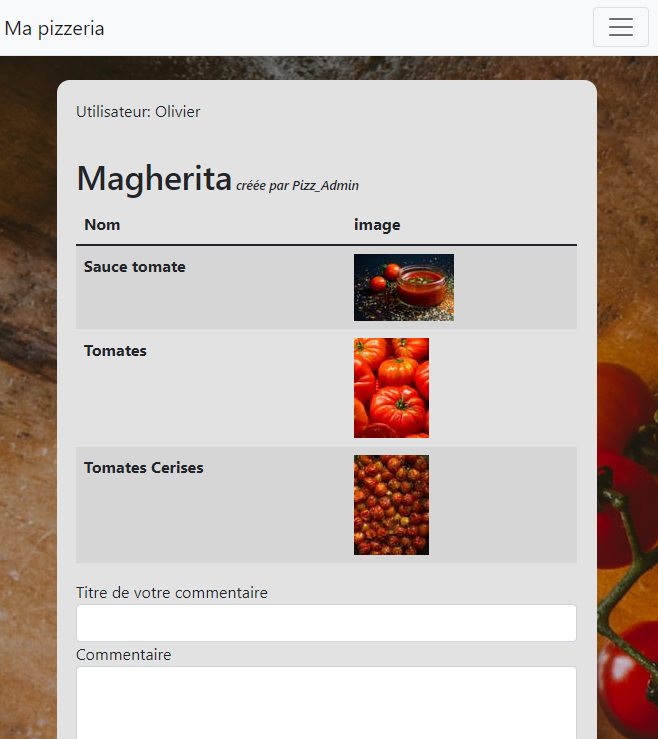 Ma pizzeria
Utilisateur: Olivier
Magherita créée par Pizz_Admin
Nom image
Sauce tomate
Tomates
Tomates Cerises
Titre de votre commentaire
Commentaire